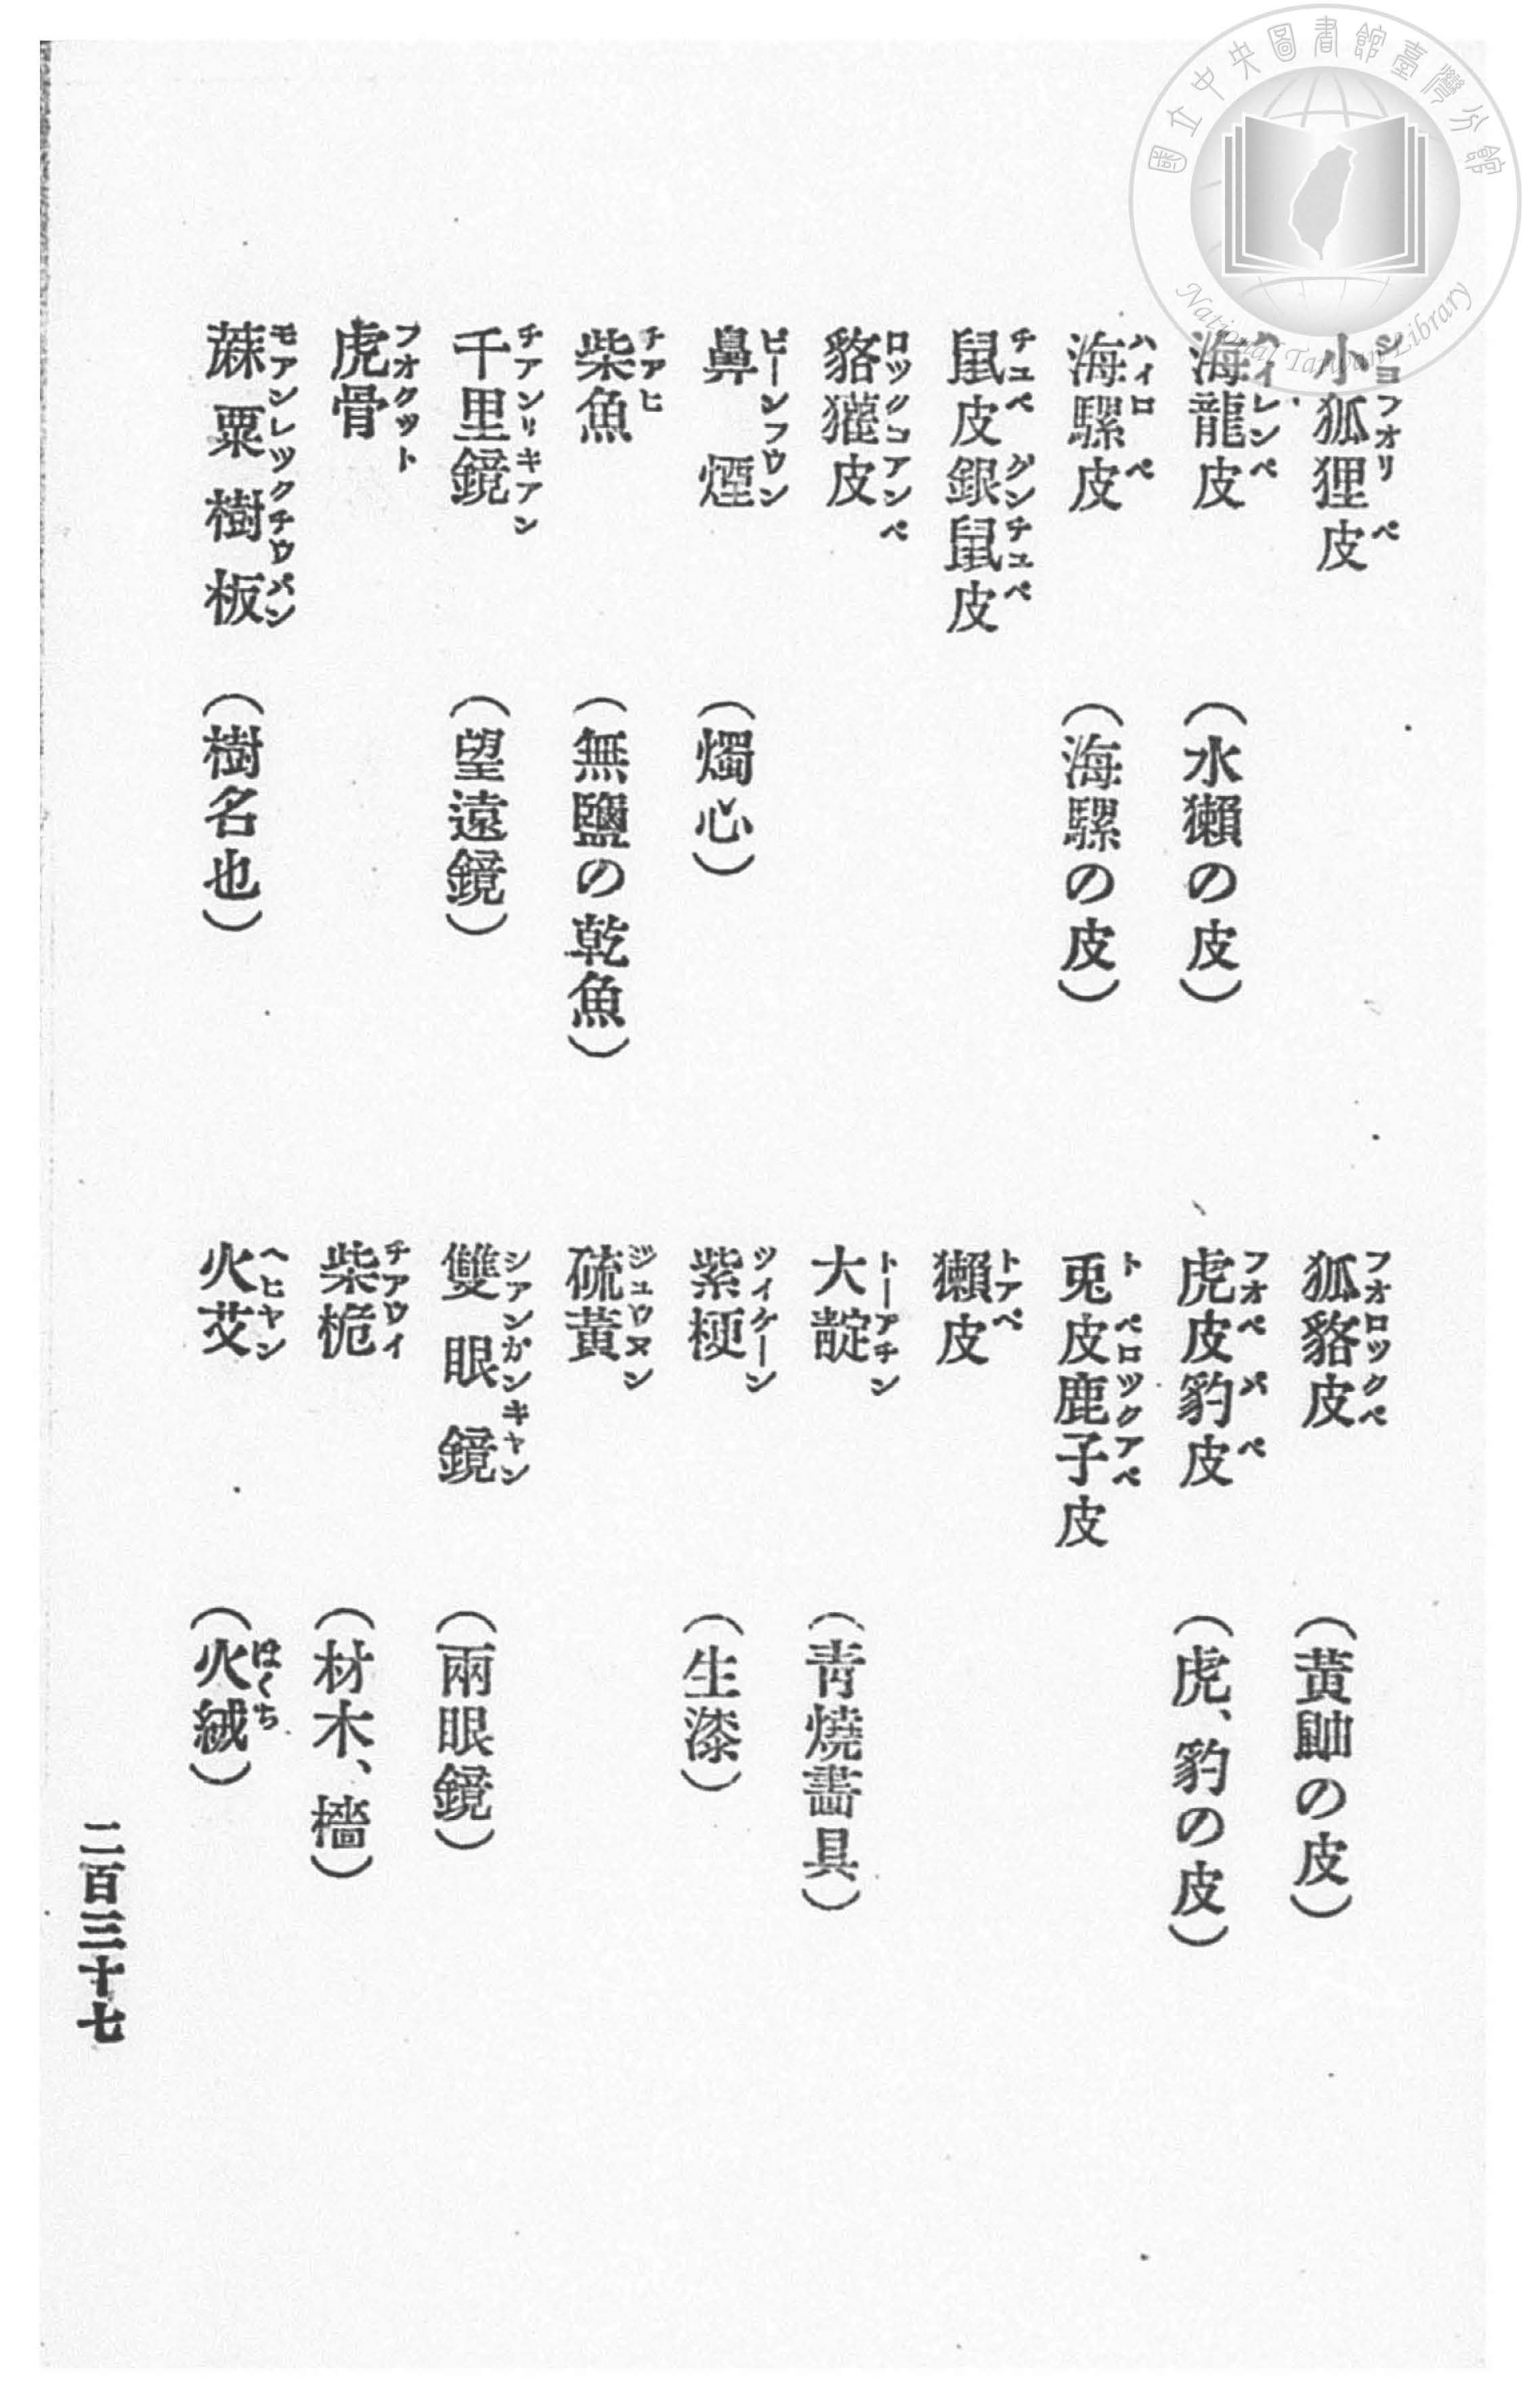 國立中央圖書館臺灣分館
National Taiwan Library
小狐狸皮 ショフオリペ
狐貉皮 フオロックペ (黃鼬の皮)
海龍皮 ハイレンペ (水獺の皮)
虎皮豹皮 フオペパペ (虎、豹の皮)
海騾皮 ハイロペ (海騾の皮)
兎皮鹿子皮 トペロックアペ
鼠皮銀鼠皮 チユペグンチユペ
獺皮 トアペ
貉獾皮 ロックコアンペ
大靛 トーアチン (青燒畫具)
鼻煙 ピーンフウン (燭心)
紫梗 ツイケーン (生漆)
柴魚 チアヒ (無鹽の乾魚)
硫黃 ジユウヌン
千里鏡 チアンリキアン (望遠鏡)
雙眼鏡 シアンガンキヤン (兩眼鏡)
虎骨 フオクツト
柴桅 チアウイ (材木、檣)
蔴粟樹板 モアンレックチウパン (樹名也)
火艾 ヘヒヤン (火絨 ほくち)
二百三十七